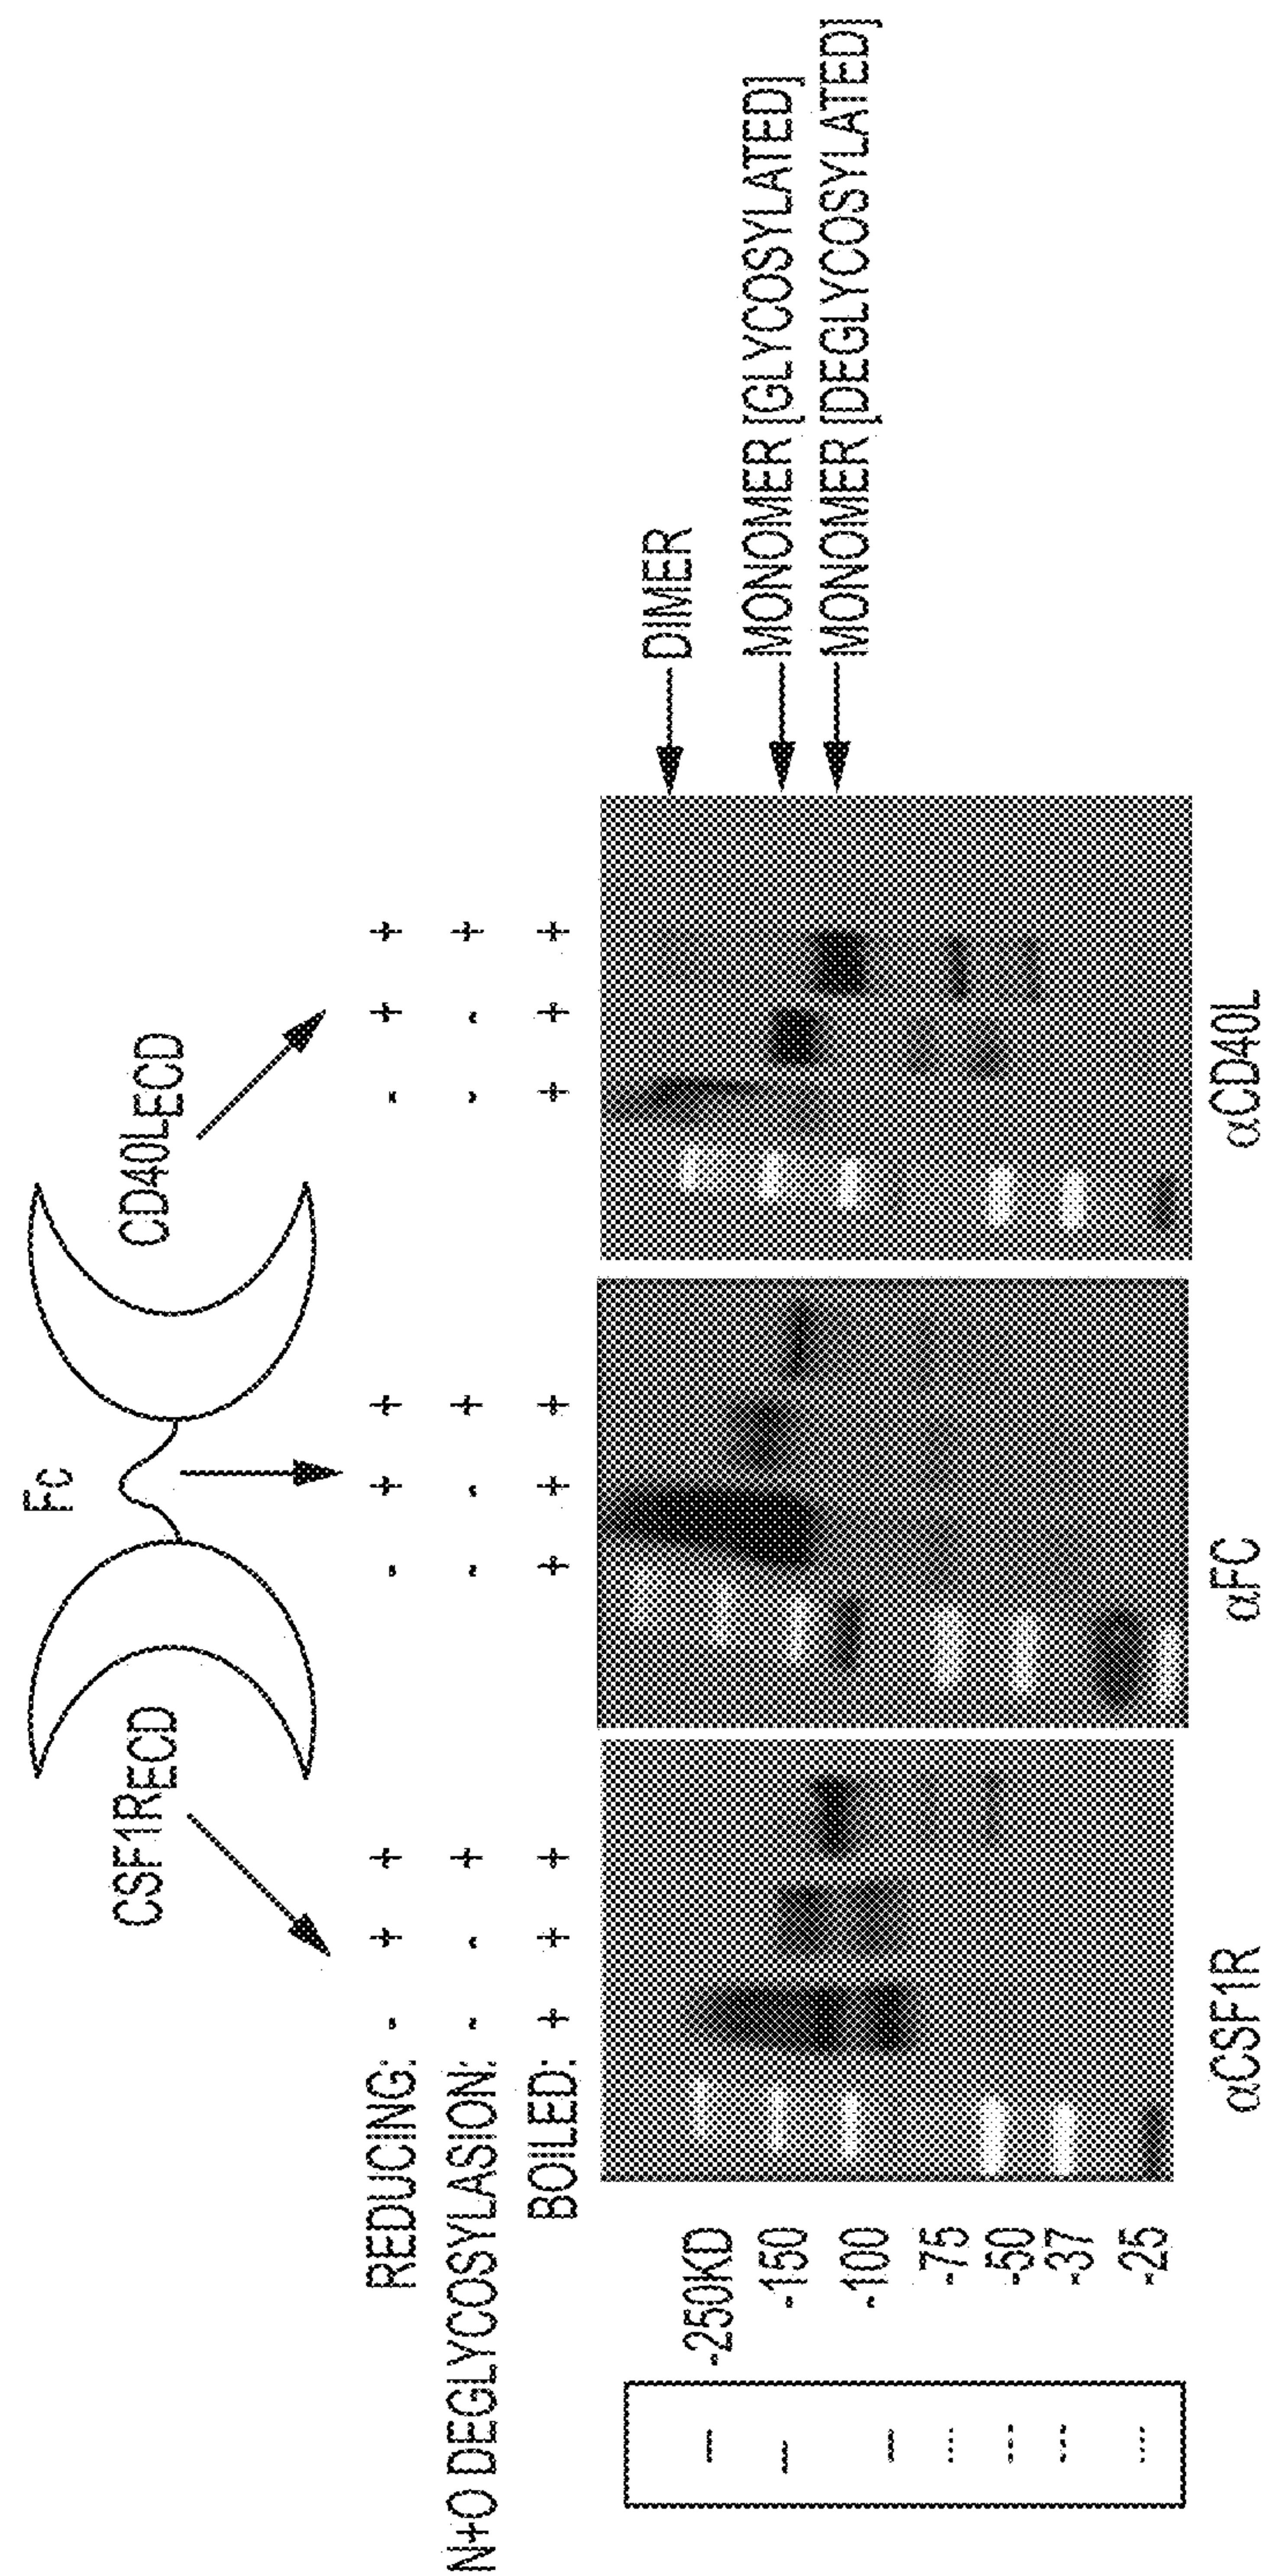 Fc
CSF1RECD
CD40LECD
REDUCING: - + + - + + - + +
N+O DEGLYCOSYLASION: - - + - - + - - +
BOILED: + + + + + + + + +
DIMER
MONOMER [GLYCOSYLATED]
MONOMER [DEGLYCOSYLATED]
-250KD
-150
-100
-75
-50
-37
-25
αCSF1R
αFC
αCD40L